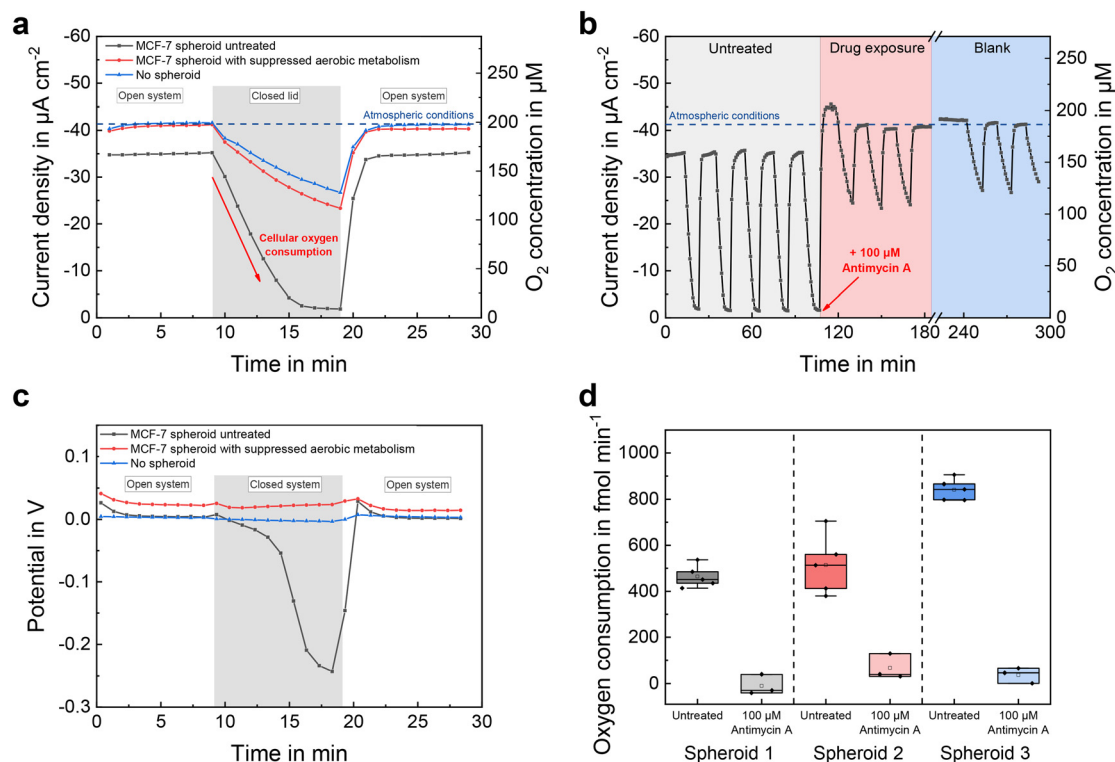 a
MCF-7 spheroid untreated
MCF-7 spheroid with suppressed aerobic metabolism
No spheroid
Open system
Closed lid
Open system
Atmospheric conditions
Cellular oxygen
consumption
-60
-50
-40
-30
-20
-10
0
250
200
150
100
50
0
0 5 10 15 20 25 30
Current density in µA cm⁻²
O₂ concentration in µM
Time in min
b
Untreated
Drug exposure
Blank
Atmospheric conditions
+ 100 µM
Antimycin A
-60
-50
-40
-30
-20
-10
0
250
200
150
100
50
0
0 60 120 180 240 300
Current density in µA cm⁻²
O₂ concentration in µM
Time in min
c
MCF-7 spheroid untreated
MCF-7 spheroid with suppressed aerobic metabolism
No spheroid
Open system
Closed system
Open system
0.1
0.0
-0.1
-0.2
-0.3
0 5 10 15 20 25 30
Potential in V
Time in min
d
1000
800
600
400
200
0
Oxygen consumption in fmol min⁻¹
Untreated
100 µM
Antimycin A
Untreated
100 µM
Antimycin A
Untreated
100 µM
Antimycin A
Spheroid 1
Spheroid 2
Spheroid 3